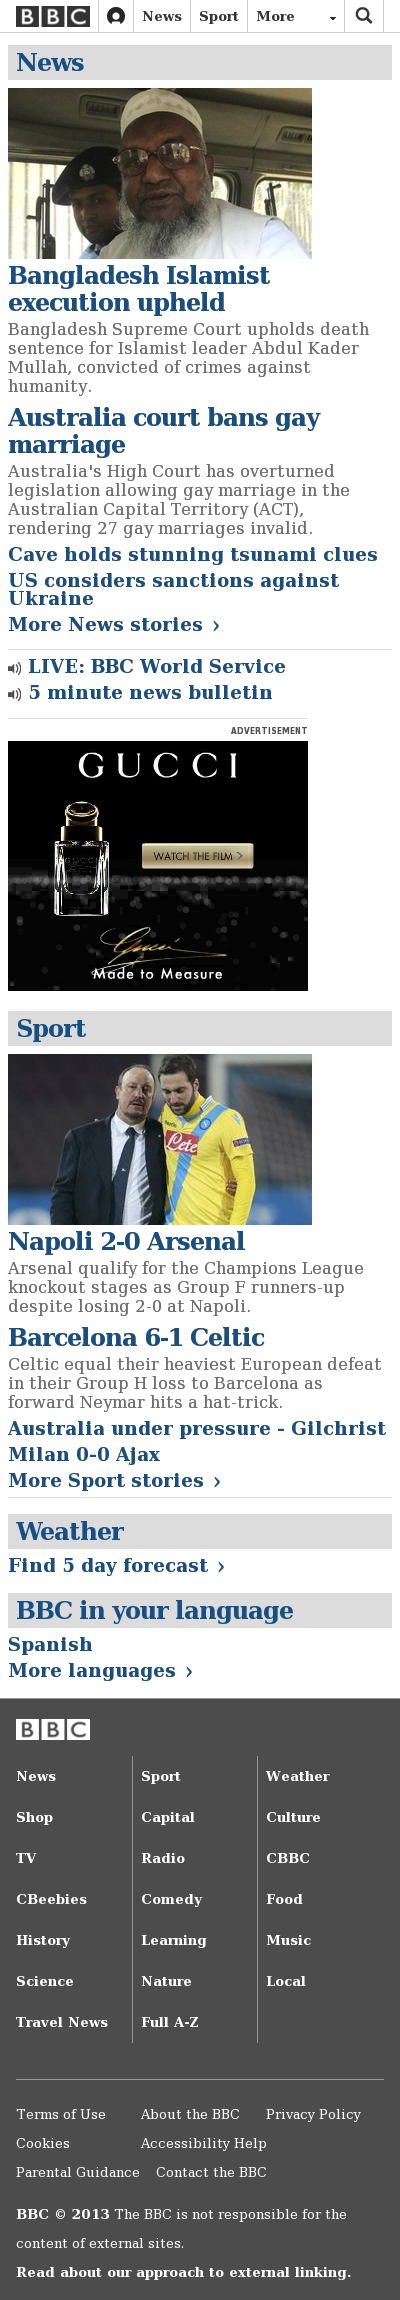 BBC News Sport More
News
Bangladesh Islamist
execution upheld
Bangladesh Supreme Court upholds death
sentence for Islamist leader Abdul Kader
Mullah, convicted of crimes against
humanity.
Australia court bans gay
marriage
Australia's High Court has overturned
legislation allowing gay marriage in the
Australian Capital Territory (ACT),
rendering 27 gay marriages invalid.
Cave holds stunning tsunami clues
US considers sanctions against
Ukraine
More News stories ›
LIVE: BBC World Service
5 minute news bulletin
ADVERTISEMENT
GUCCI
GUCCI
WATCH THE FILM >
Gucci
Made to Measure
Sport
Pete
Napoli 2-0 Arsenal
Arsenal qualify for the Champions League
knockout stages as Group F runners-up
despite losing 2-0 at Napoli.
Barcelona 6-1 Celtic
Celtic equal their heaviest European defeat
in their Group H loss to Barcelona as
forward Neymar hits a hat-trick.
Australia under pressure - Gilchrist
Milan 0-0 Ajax
More Sport stories ›
Weather
Find 5 day forecast ›
BBC in your language
Spanish
More languages ›
BBC
News Sport Weather
Shop Capital Culture
TV Radio CBBC
CBeebies Comedy Food
History Learning Music
Science Nature Local
Travel News Full A-Z
Terms of Use About the BBC Privacy Policy
Cookies Accessibility Help
Parental Guidance Contact the BBC
BBC © 2013 The BBC is not responsible for the
content of external sites.
Read about our approach to external linking.